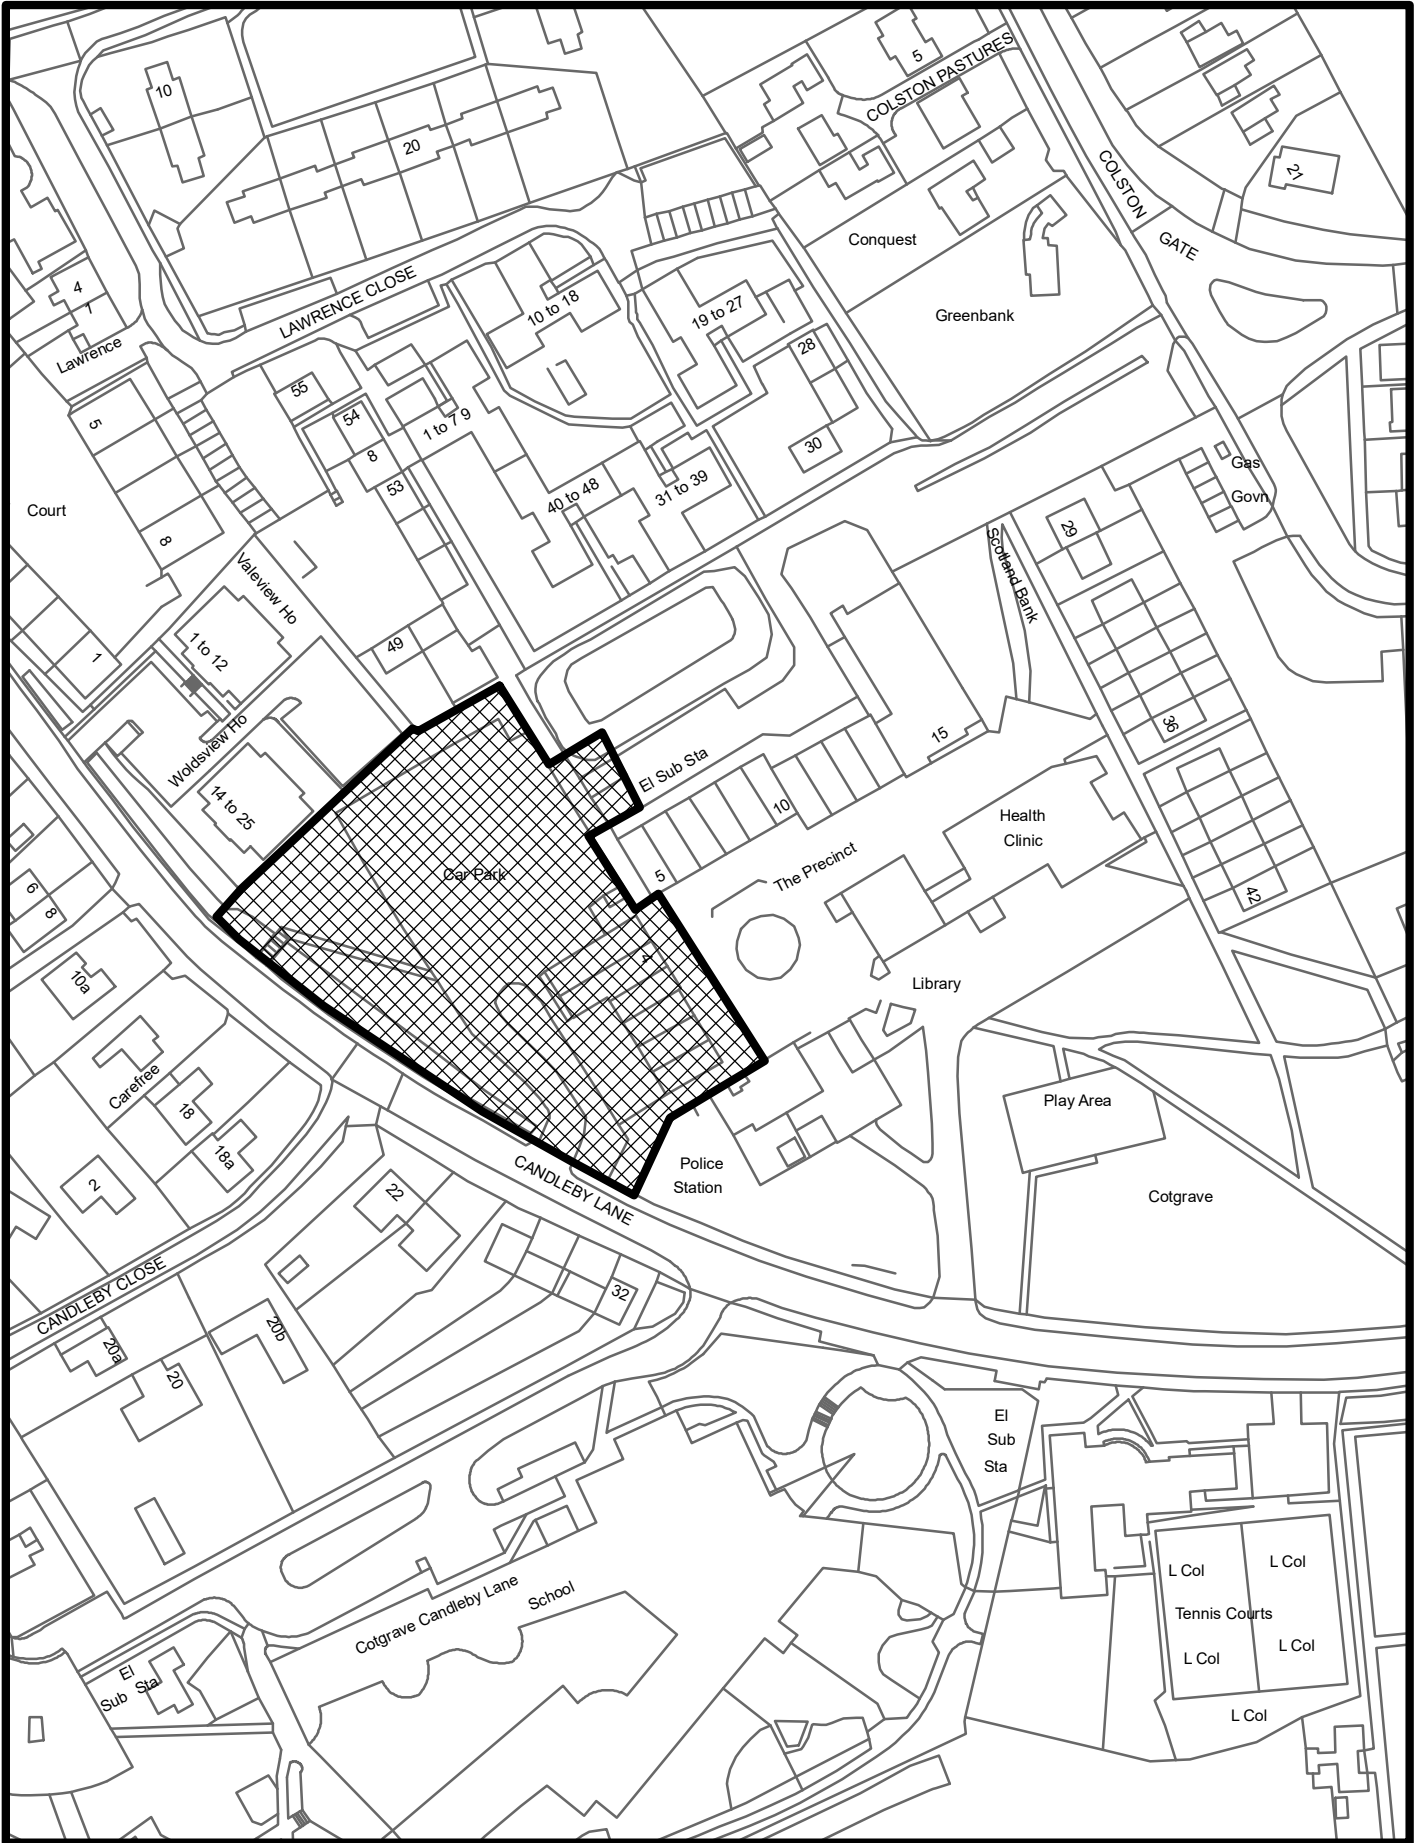 5
COLSTON PASTURES
10
20
COLSTON
21
GATE
Conquest
4
7
LAWRENCE CLOSE
10 to 18
19 to 27
Greenbank
Lawrence
28
55
54
5
1 to 7 9
8
30
53
40 to 48
31 to 39
Gas
Govn
Court
8
29
Scotland Bank
Valeview Ho
1 to 12
49
1
36
Woldsview Ho
15
El Sub Sta
14 to 25
10
Health
Clinic
The Precinct
Car Park
5
6
8
42
4
10a
Library
Carefree
18
Play Area
18a
Police
Station
2
22
CANDLEBY LANE
Cotgrave
CANDLEBY CLOSE
32
20b
20a
20
El
Sub
Sta
L Col
L Col
Cotgrave Candleby Lane
School
Tennis Courts
L Col
L Col
El
Sub Sta
L Col